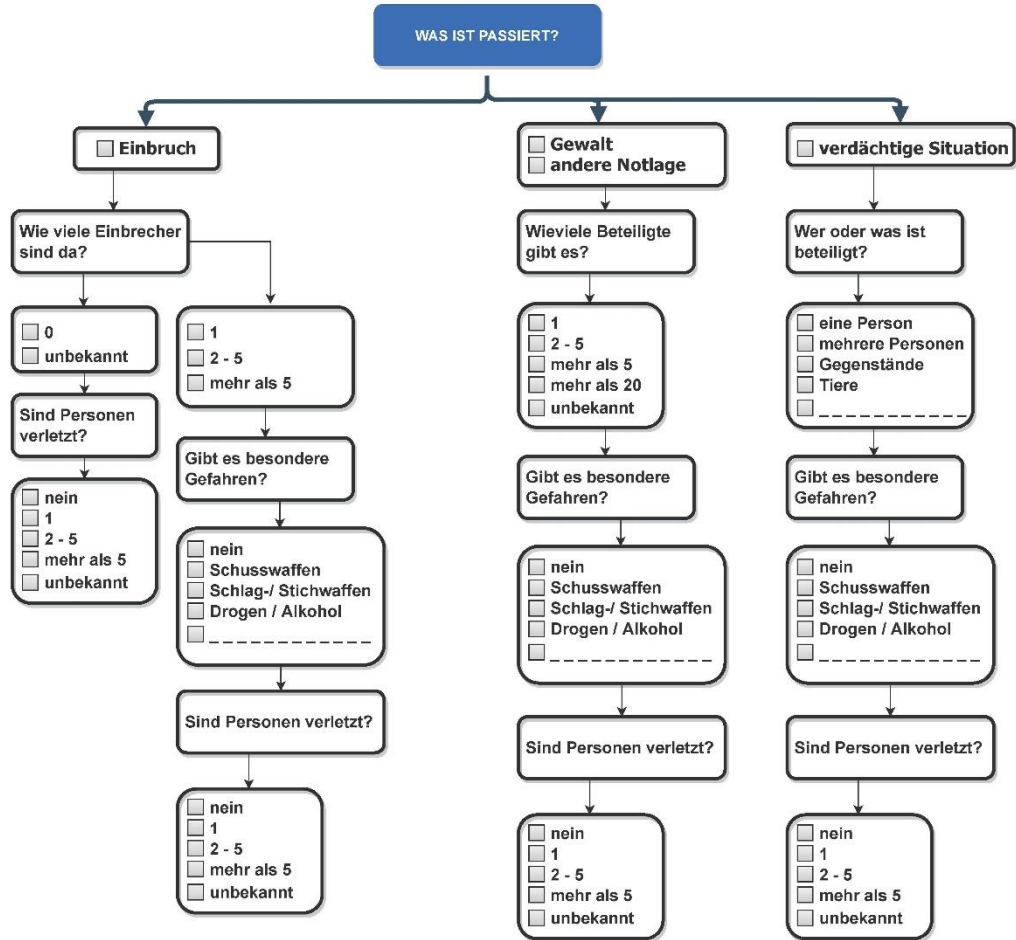 WAS IST PASSIERT?
Einbruch
Wie viele Einbrecher
sind da?
0
unbekannt
Sind Personen
verletzt?
nein
1
2 - 5
mehr als 5
unbekannt
1
2 - 5
mehr als 5
Gibt es besondere
Gefahren?
nein
Schusswaffen
Schlag-/ Stichwaffen
Drogen / Alkohol
_ _ _ _ _ _ _ _ _ _ _ _ _
Sind Personen verletzt?
nein
1
2 - 5
mehr als 5
unbekannt
Gewalt
andere Notlage
Wieviele Beteiligte
gibt es?
1
2 - 5
mehr als 5
mehr als 20
unbekannt
Gibt es besondere
Gefahren?
nein
Schusswaffen
Schlag-/ Stichwaffen
Drogen / Alkohol
_ _ _ _ _ _ _ _ _ _ _ _ _
Sind Personen verletzt?
nein
1
2 - 5
mehr als 5
unbekannt
verdächtige Situation
Wer oder was ist
beteiligt?
eine Person
mehrere Personen
Gegenstände
Tiere
_ _ _ _ _ _ _ _ _ _ _ _
Gibt es besondere
Gefahren?
nein
Schusswaffen
Schlag-/ Stichwaffen
Drogen / Alkohol
_ _ _ _ _ _ _ _ _ _ _ _ _
Sind Personen verletzt?
nein
1
2 - 5
mehr als 5
unbekannt